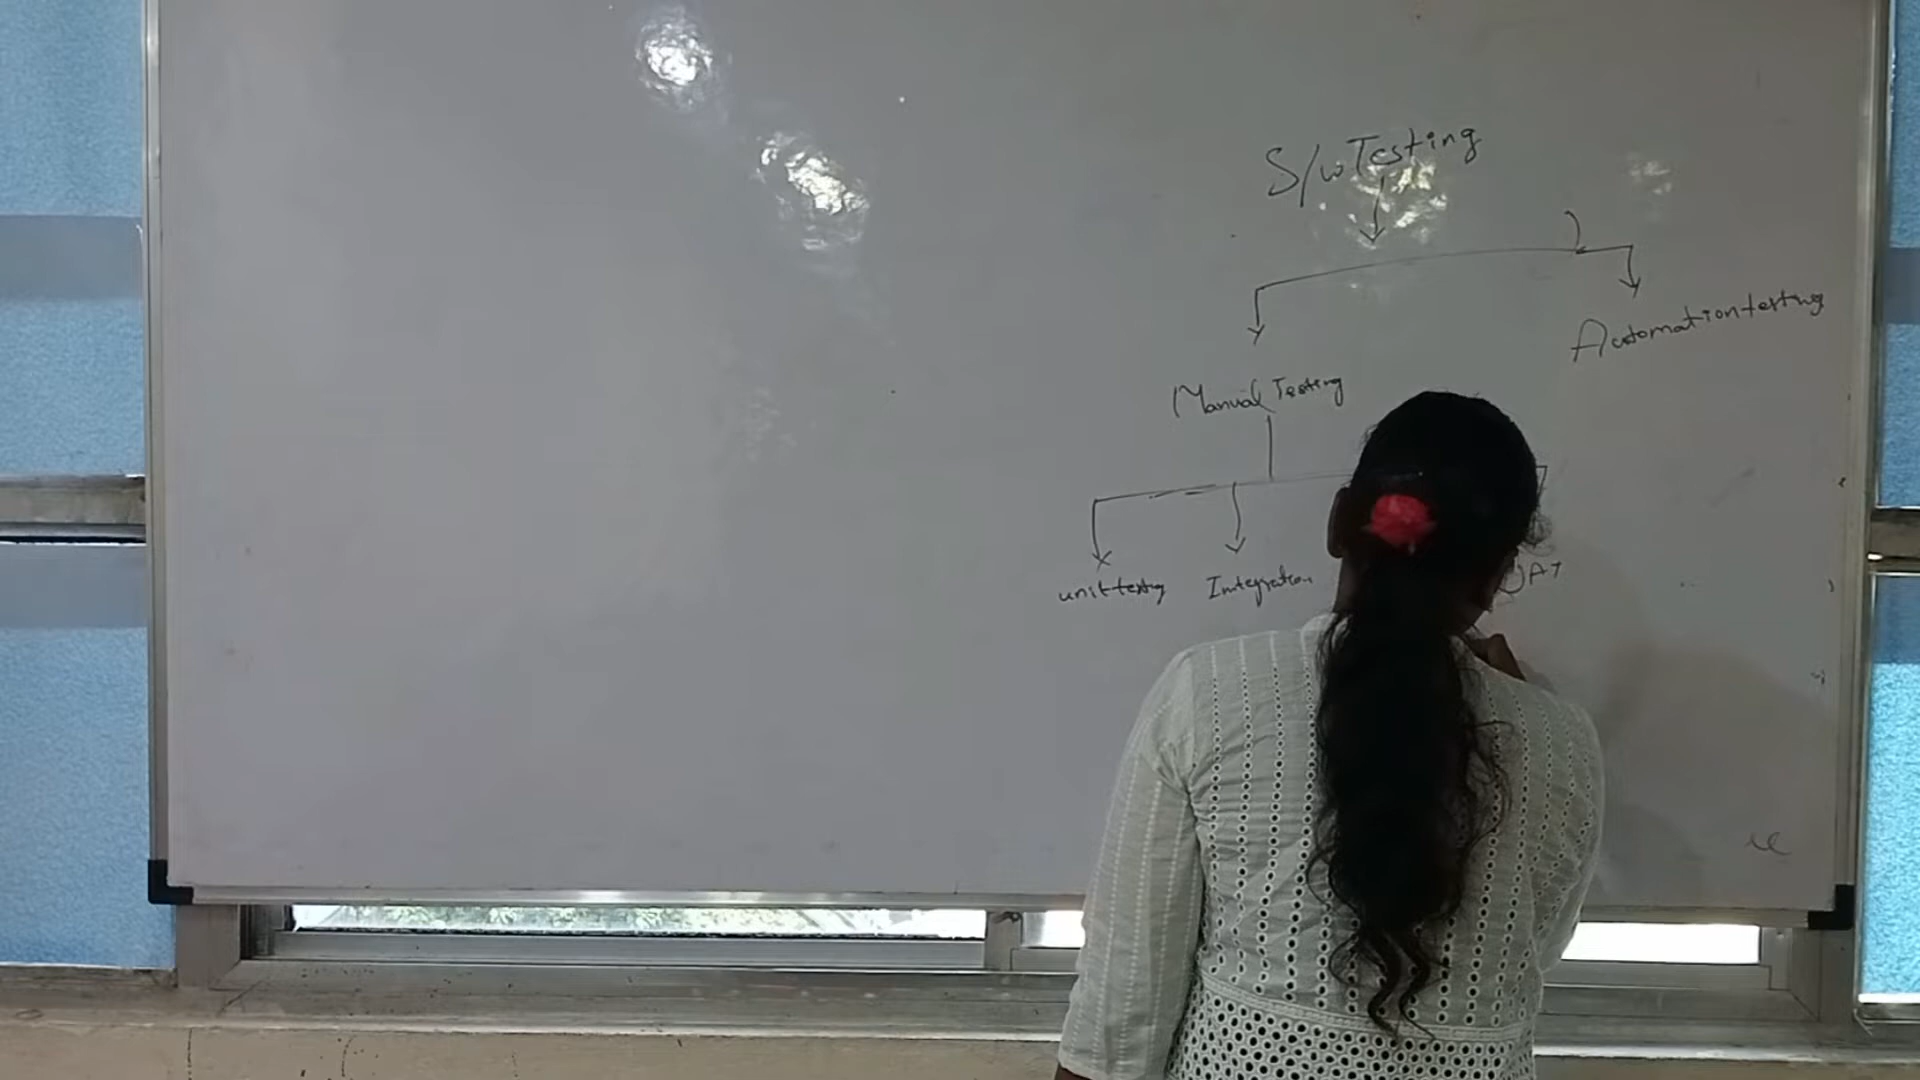 S/w Testing
Automation testing
Manual Testing
unit testing Integration UAT